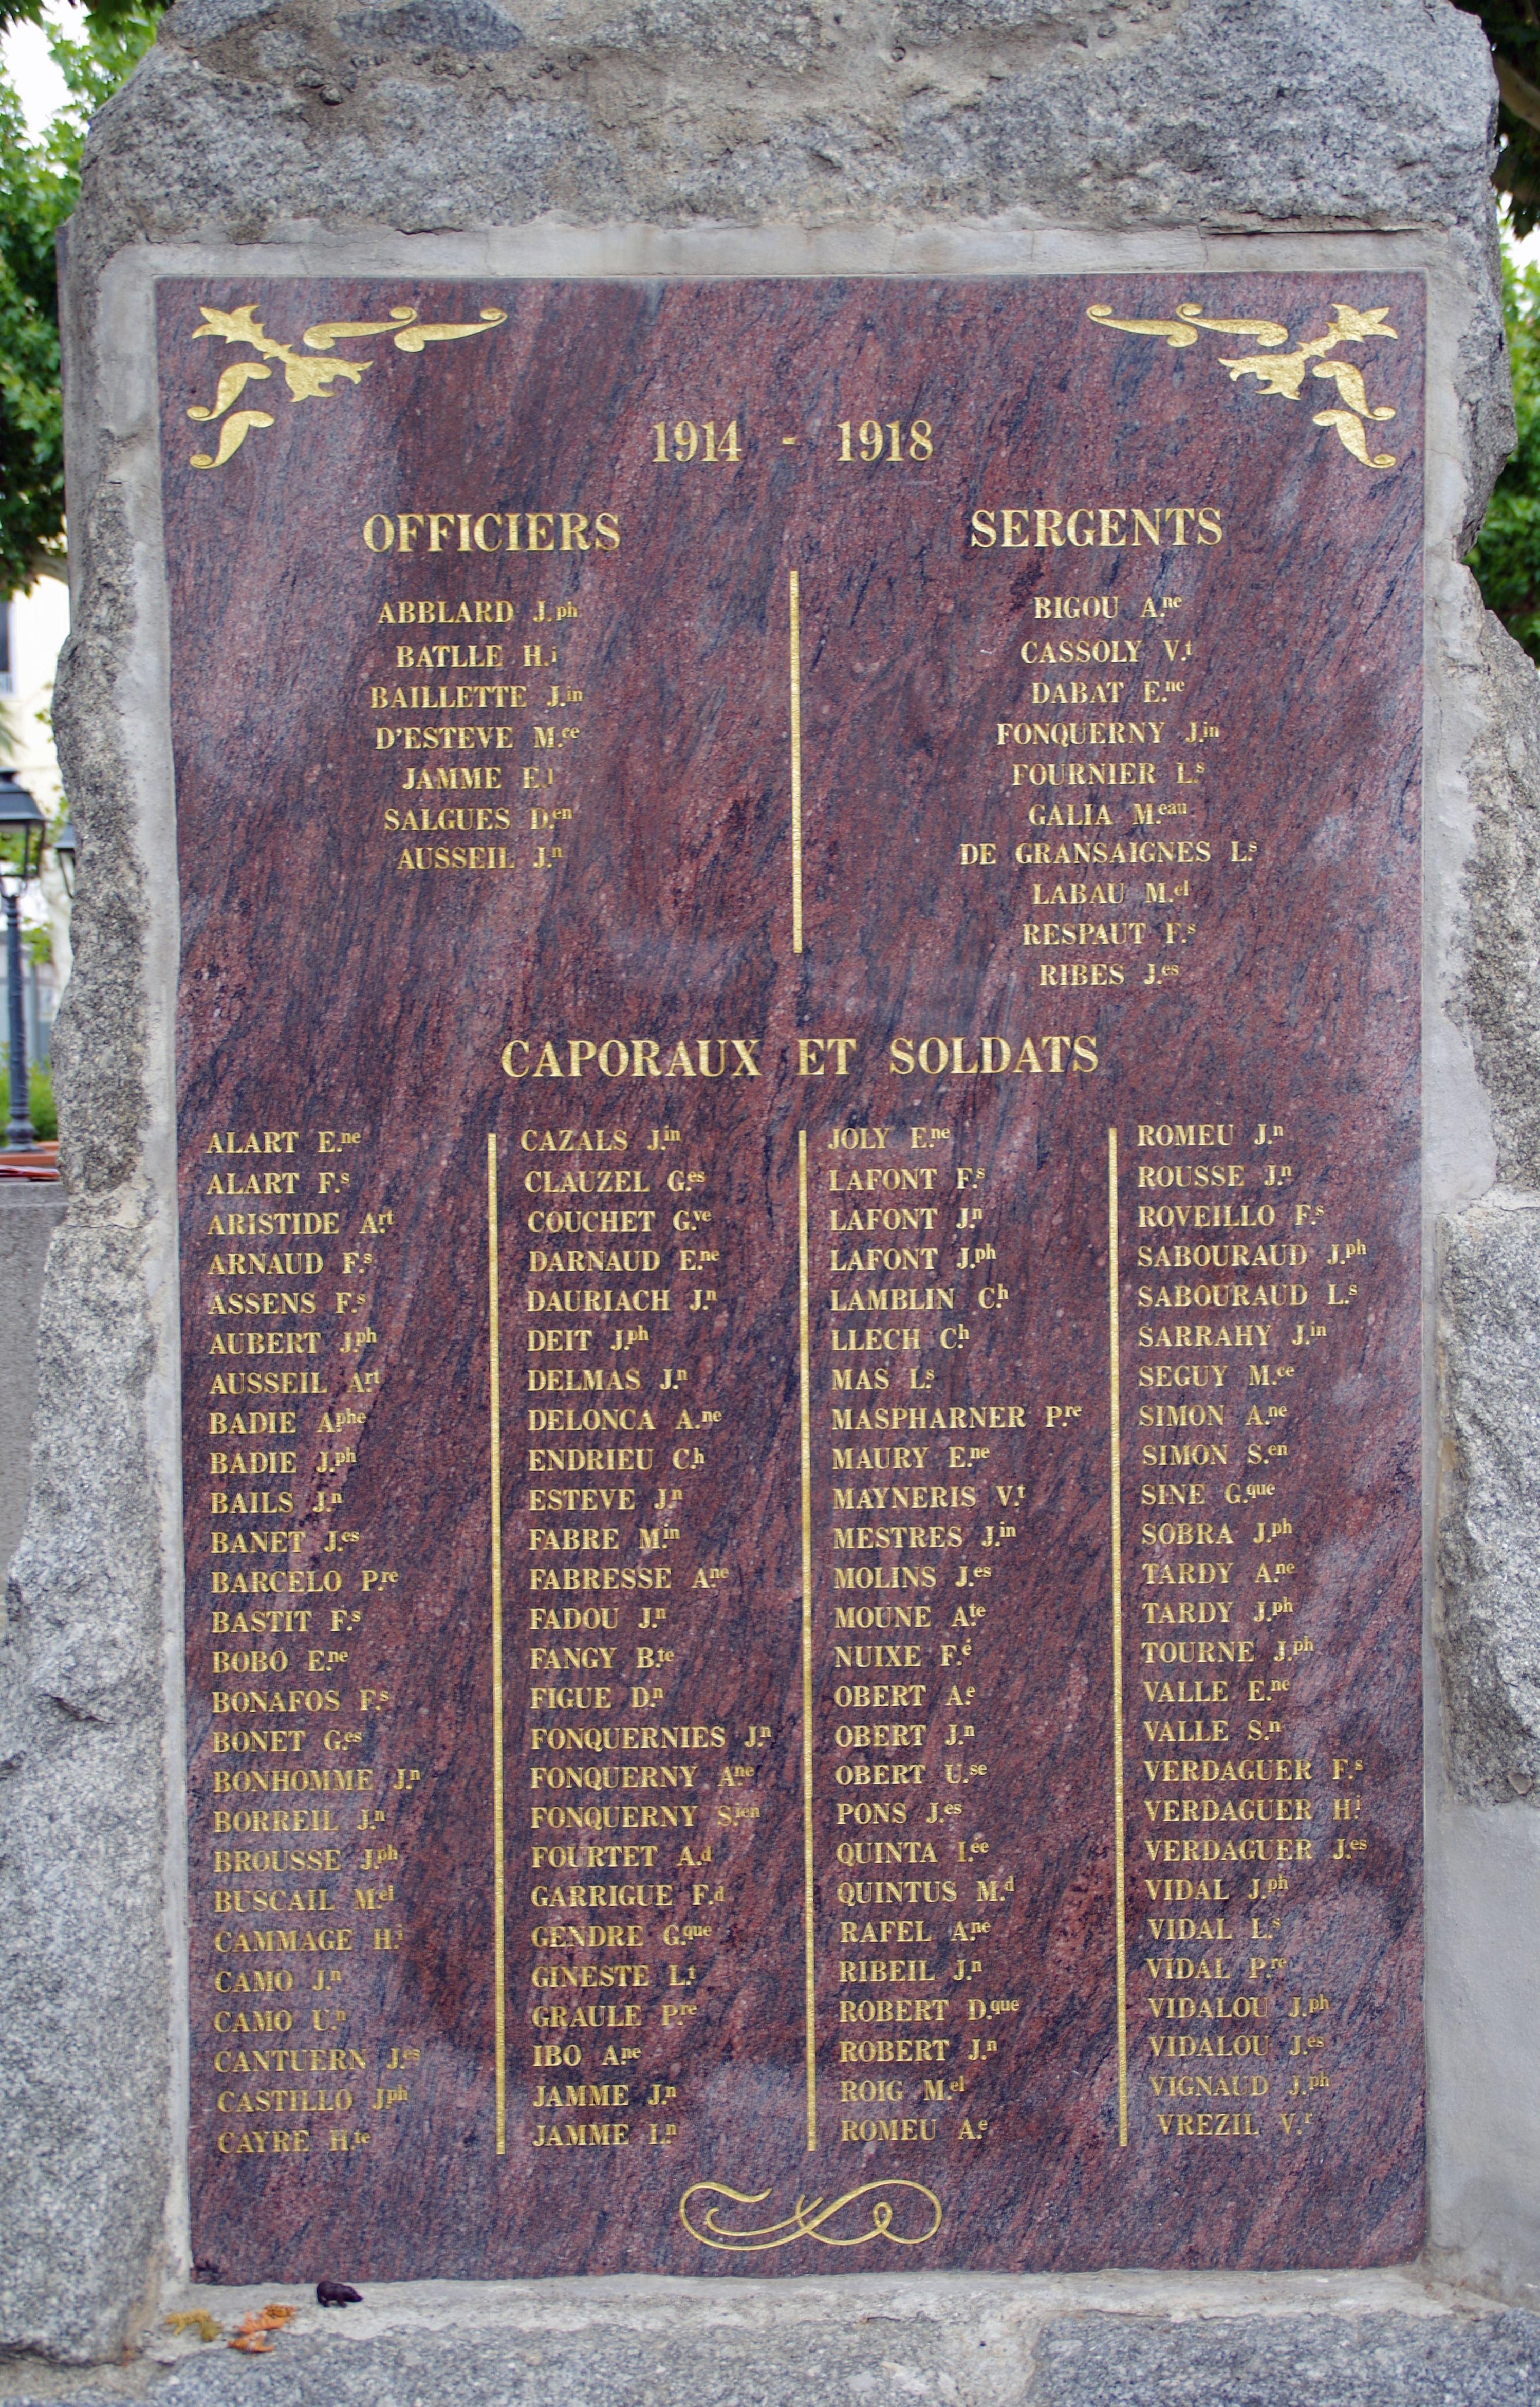 1914 - 1918
OFFICIERS
ABBLARD J.ph
BATLLE H.i
BAILLETTE J.in
D'ESTEVE M.ce
JAMME E.l
SALGUES D.en
AUSSEIL J.n
SERGENTS
BIGOU A.ne
CASSOLY V.t
DABAT E.ne
FONQUERNY J.in
FOURNIER L.s
GALIA M.eau
DE GRANSAIGNES L.s
LABAU M.el
RESPAUT F.s
RIBES J.es
CAPORAUX ET SOLDATS
ALART E.ne
ALART F.s
ARISTIDE A.rt
ARNAUD F.s
ASSENS F.s
AUBERT J.ph
AUSSEIL A.rt
BADIE A.phe
BADIE J.ph
BAILS J.n
BANET J.es
BARCELO P.re
BASTIT F.s
BOBO E.ne
BONAFOS F.s
BONET G.es
BONHOMME J.n
BORREIL J.n
BROUSSE J.ph
BUSCAIL M.el
CAMMAGE H.i
CAMO J.n
CAMO U.n
CANTUERN J.es
CASTILLO J.ph
CAYRE H.te
CAZALS J.in
CLAUZEL G.es
COUCHET G.ve
DARNAUD E.ne
DAURIACH J.n
DEIT J.ph
DELMAS J.n
DELONCA A.ne
ENDRIEU C.h
ESTEVE J.n
FABRE M.in
FABRESSE A.ne
FADOU J.n
FANGY B.te
FIGUE D.n
FONQUERNIES J.n
FONQUERNY A.ne
FONQUERNY S.ien
FOURTET A.d
GARRIGUE F.d
GENDRE G.que
GINESTE L.t
GRAULE P.re
IBO A.ne
JAMME J.n
JAMME L.n
JOLY E.ne
LAFONT F.s
LAFONT J.n
LAFONT J.ph
LAMBLIN C.h
LLECH C.h
MAS L.s
MASPHARNER P.re
MAURY E.ne
MAYNERIS V.t
MESTRES J.in
MOLINS J.es
MOUNE A.te
NUIXE F.é
OBERT A.e
OBERT J.n
OBERT U.se
PONS J.es
QUINTA I.ée
QUINTUS M.d
RAFEL A.ne
RIBEIL J.n
ROBERT D.que
ROBERT J.n
ROIG M.el
ROMEU A.e
ROMEU J.n
ROUSSE J.n
ROVEILLO F.s
SABOURAUD J.ph
SABOURAUD L.s
SARRAHY J.in
SEGUY M.ce
SIMON A.ne
SIMON S.en
SINE G.que
SOBRA J.ph
TARDY A.ne
TARDY J.ph
TOURNE J.ph
VALLE E.ne
VALLE S.n
VERDAGUER F.s
VERDAGUER H.i
VERDAGUER J.es
VIDAL J.ph
VIDAL L.s
VIDAL P.re
VIDALOU J.ph
VIDALOU J.es
VIGNAUD J.ph
VREZIL V.r